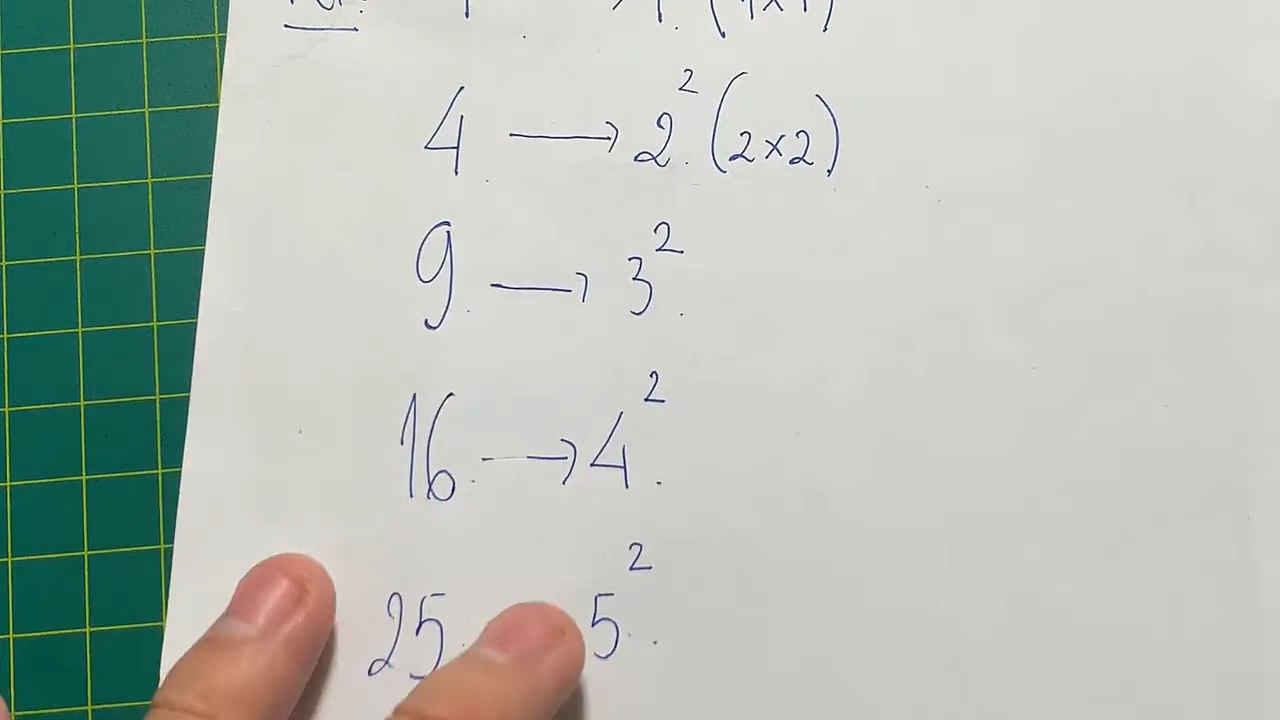 4 → 2². (2×2)
9. → 3².
16. → 4².
25. 5²..